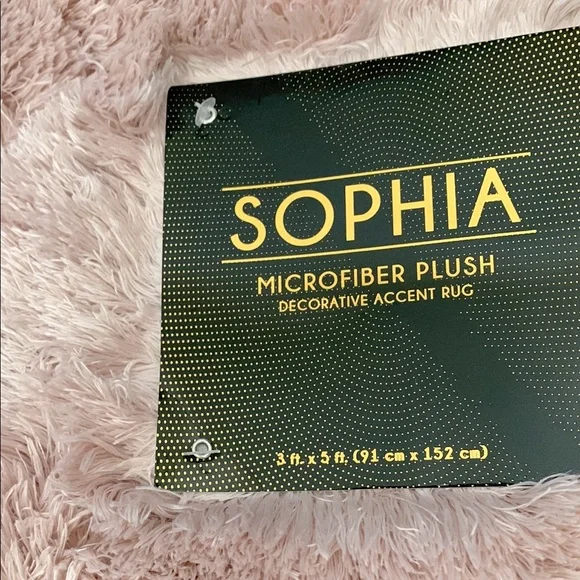 SOPHIA
MICROFIBER PLUSH
DECORATIVE ACCENT RUG
3 ft. x 5 ft. (91 cm x 152 cm)